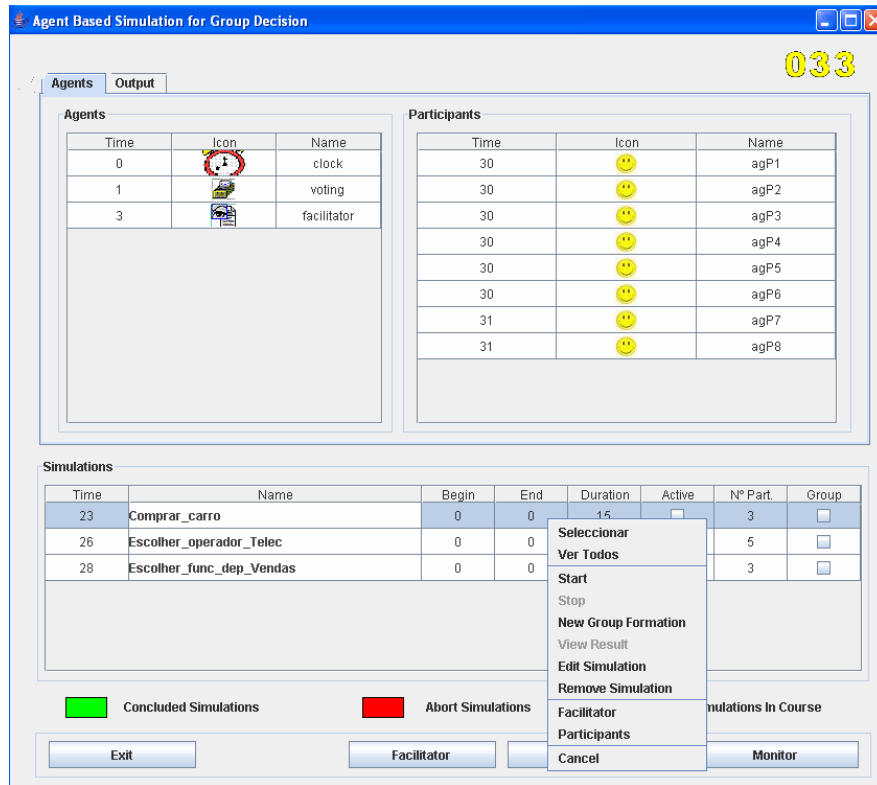 Agent Based Simulation for Group Decision
033
Agents Output
Agents
Time Icon Name
0 clock
1 voting
3 facilitator
Participants
Time Icon Name
30 agP1
30 agP2
30 agP3
30 agP4
30 agP5
30 agP6
31 agP7
31 agP8
Simulations
Time Name Begin End Duration Active Nº Part. Group
23 Comprar_carro 0 0 15 3
26 Escolher_operador_Telec 0 0 5
28 Escolher_func_dep_Vendas 0 0 3
Seleccionar
Ver Todos
Start
Stop
New Group Formation
View Result
Edit Simulation
Remove Simulation
Facilitator
Participants
Cancel
Concluded Simulations Abort Simulations mulations In Course
Exit Facilitator Monitor